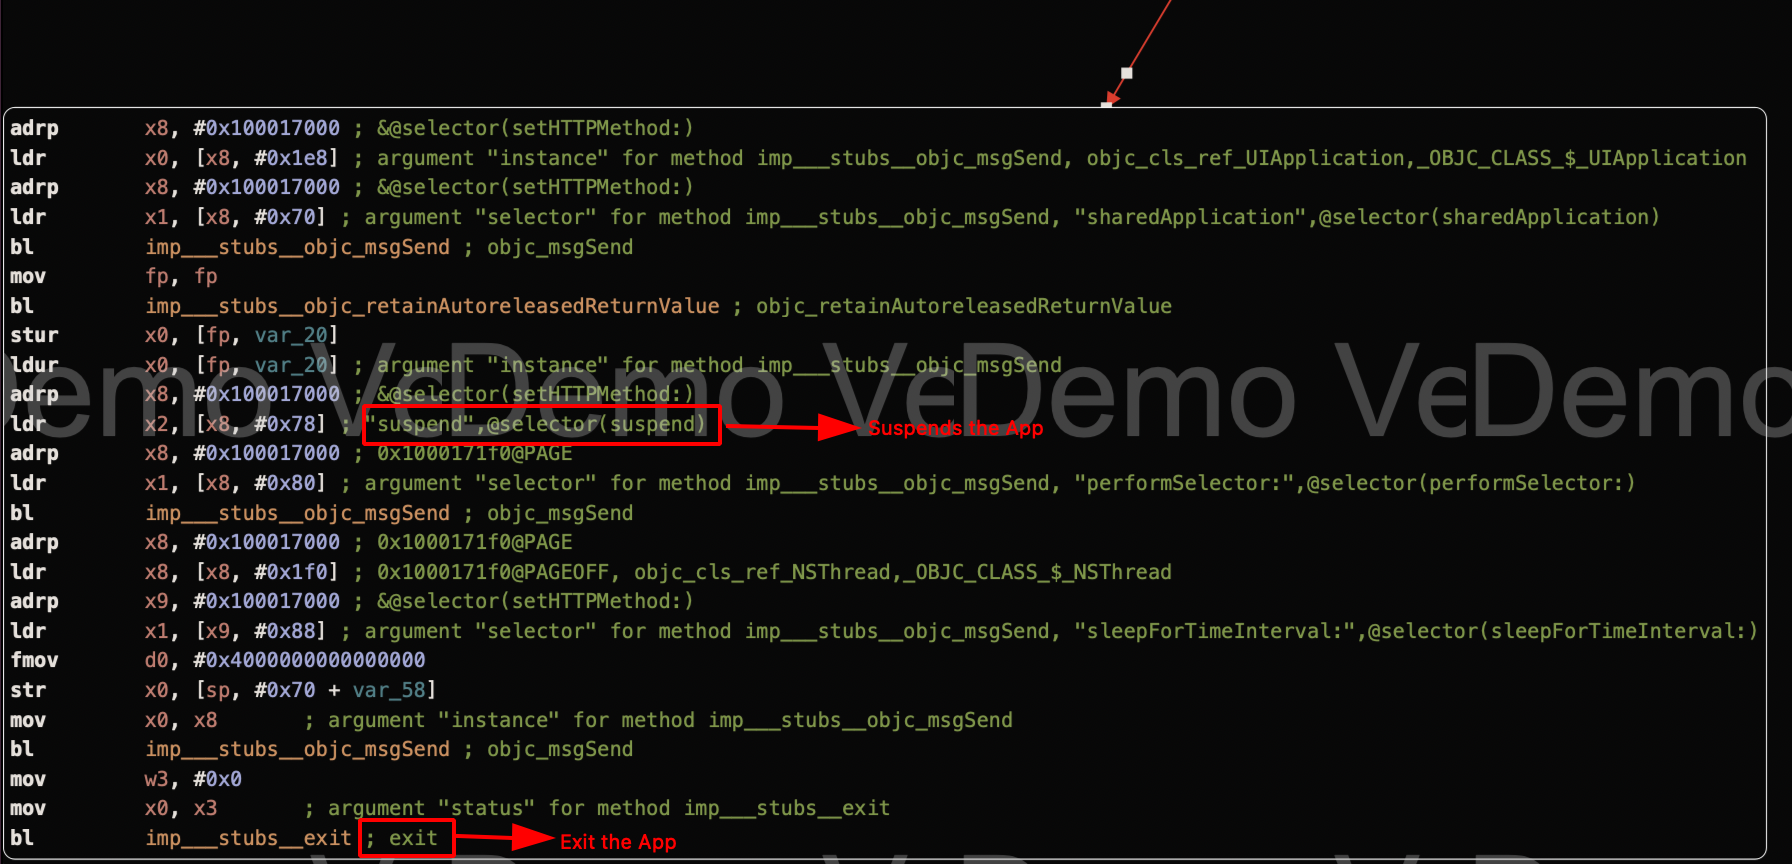 adrp x8, #0x100017000 ; &@selector(setHTTPMethod:)
ldr x0, [x8, #0x1e8] ; argument "instance" for method imp___stubs__objc_msgSend, objc_cls_ref_UIApplication,_OBJC_CLASS_$_UIApplication
adrp x8, #0x100017000 ; &@selector(setHTTPMethod:)
ldr x1, [x8, #0x70] ; argument "selector" for method imp___stubs__objc_msgSend, "sharedApplication",@selector(sharedApplication)
bl imp___stubs__objc_msgSend ; objc_msgSend
mov fp, fp
bl imp___stubs__objc_retainAutoreleasedReturnValue ; objc_retainAutoreleasedReturnValue
stur x0, [fp, var_20]
ldur x0, [fp, var_20] ; argument "instance" for method imp___stubs__objc_msgSend
adrp x8, #0x100017000 ; &@selector(setHTTPMethod:)
Demo VeDemo VeDemo VeDemo
ldr x2, [x8, #0x78] ; "suspend",@selector(suspend) Suspends the App
adrp x8, #0x100017000 ; 0x1000171f0@PAGE
ldr x1, [x8, #0x80] ; argument "selector" for method imp___stubs__objc_msgSend, "performSelector:",@selector(performSelector:)
bl imp___stubs__objc_msgSend ; objc_msgSend
adrp x8, #0x100017000 ; 0x1000171f0@PAGE
ldr x8, [x8, #0x1f0] ; 0x1000171f0@PAGEOFF, objc_cls_ref_NSThread,_OBJC_CLASS_$_NSThread
adrp x9, #0x100017000 ; &@selector(setHTTPMethod:)
ldr x1, [x9, #0x88] ; argument "selector" for method imp___stubs__objc_msgSend, "sleepForTimeInterval:",@selector(sleepForTimeInterval:)
fmov d0, #0x4000000000000000
str x0, [sp, #0x70 + var_58]
mov x0, x8 ; argument "instance" for method imp___stubs__objc_msgSend
bl imp___stubs__objc_msgSend ; objc_msgSend
mov w3, #0x0
mov x0, x3 ; argument "status" for method imp___stubs__exit
bl imp___stubs__exit ; exit Exit the App